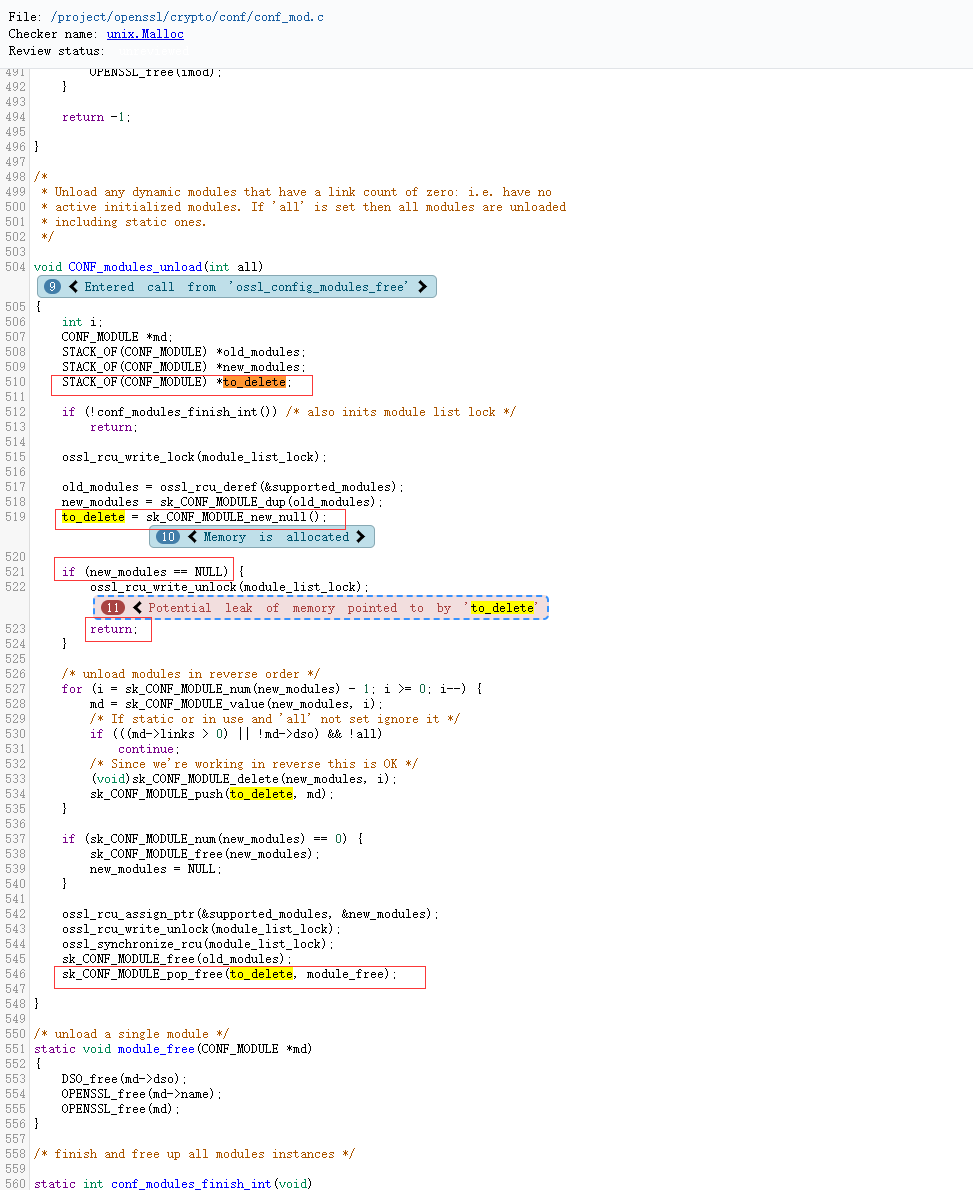 File: /project/openssl/crypto/conf/conf_mod.c
Checker name: unix.Malloc
Review status:
491         OPENSSL_free(imod);
492     }
493
494     return -1;
495
496 }
497
498 /*
499  * Unload any dynamic modules that have a link count of zero: i.e. have no
500  * active initialized modules. If 'all' is set then all modules are unloaded
501  * including static ones.
502  */
503
504 void CONF_modules_unload(int all)
9 Entered call from 'ossl_config_modules_free'
505 {
506     int i;
507     CONF_MODULE *md;
508     STACK_OF(CONF_MODULE) *old_modules;
509     STACK_OF(CONF_MODULE) *new_modules;
510     STACK_OF(CONF_MODULE) *to_delete;
511
512     if (!conf_modules_finish_int()) /* also inits module list lock */
513         return;
514
515     ossl_rcu_write_lock(module_list_lock);
516
517     old_modules = ossl_rcu_deref(&supported_modules);
518     new_modules = sk_CONF_MODULE_dup(old_modules);
519     to_delete = sk_CONF_MODULE_new_null();
10 Memory is allocated
520
521     if (new_modules == NULL) {
522         ossl_rcu_write_unlock(module_list_lock);
11 Potential leak of memory pointed to by 'to_delete'
523         return;
524     }
525
526     /* unload modules in reverse order */
527     for (i = sk_CONF_MODULE_num(new_modules) - 1; i >= 0; i--) {
528         md = sk_CONF_MODULE_value(new_modules, i);
529         /* If static or in use and 'all' not set ignore it */
530         if (((md->links > 0) || !md->dso) && !all)
531             continue;
532         /* Since we're working in reverse this is OK */
533         (void)sk_CONF_MODULE_delete(new_modules, i);
534         sk_CONF_MODULE_push(to_delete, md);
535     }
536
537     if (sk_CONF_MODULE_num(new_modules) == 0) {
538         sk_CONF_MODULE_free(new_modules);
539         new_modules = NULL;
540     }
541
542     ossl_rcu_assign_ptr(&supported_modules, &new_modules);
543     ossl_rcu_write_unlock(module_list_lock);
544     ossl_synchronize_rcu(module_list_lock);
545     sk_CONF_MODULE_free(old_modules);
546     sk_CONF_MODULE_pop_free(to_delete, module_free);
547
548 }
549
550 /* unload a single module */
551 static void module_free(CONF_MODULE *md)
552 {
553     DSO_free(md->dso);
554     OPENSSL_free(md->name);
555     OPENSSL_free(md);
556 }
557
558 /* finish and free up all modules instances */
559
560 static int conf_modules_finish_int(void)